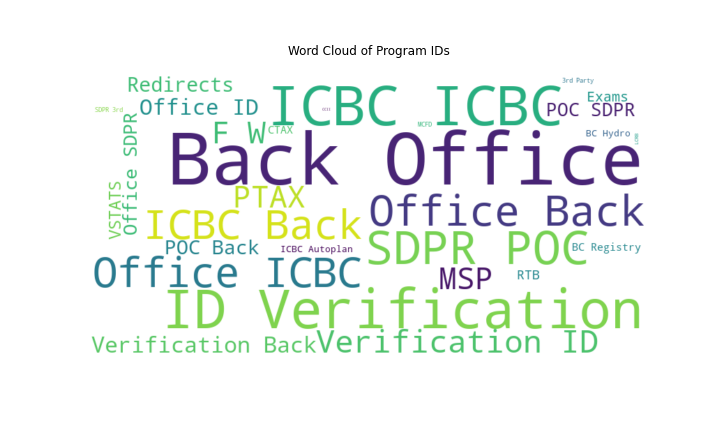 Word Cloud of Program IDs
Redirects
ICBC ICBC
3rd Party
Exams
SDPR 3rd
Office ID
POC SDPR
F W
CTAX
MCFD
BC Hydro
Back Office
Office SDPR
VSTATS
PTAX
Office Back
ICBC Back
POC Back
ICBC Autoplan
SDPR POC
BC Registry
Office ICBC
MSP
RTB
ID Verification
Verification Back
Verification ID